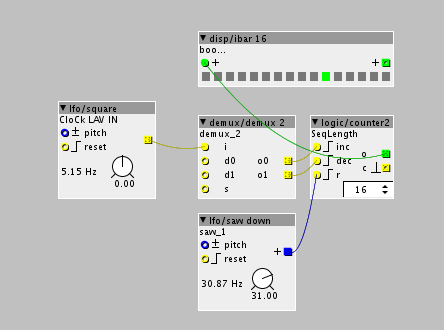 disp/ibar 16
boo...
+ +
lfo/square
CloCk LAV IN
± pitch
reset
5.15 Hz
0.00
demux/demux 2
demux_2
i
d0 o0
d1 o1
s
logic/counter2
SeqLength
inc
o
dec
c
r
16
lfo/saw down
saw_1
± pitch
+
reset
30.87 Hz
31.00